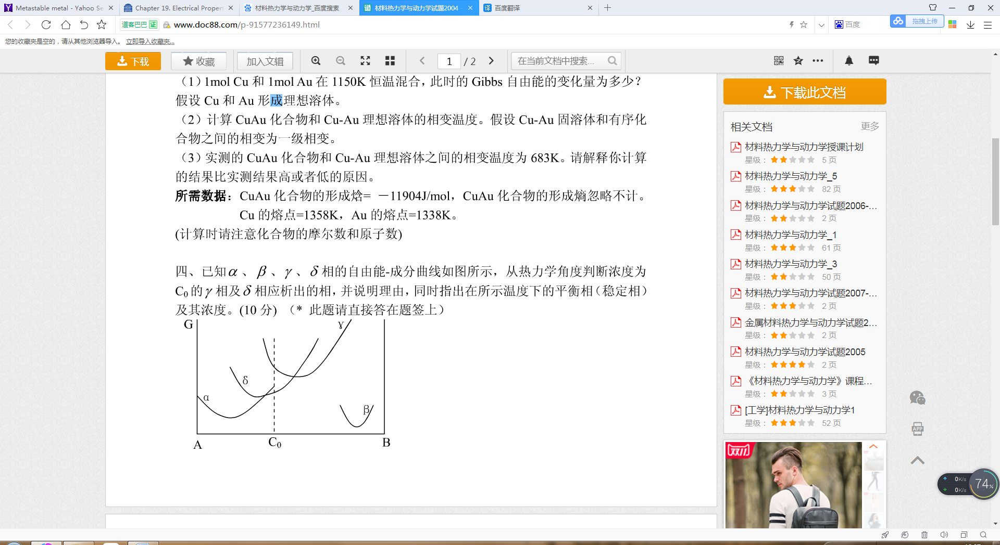 Metastable metal - Yahoo Se
Chapter 19. Electrical Propert
材料热力学与动力学_百度搜索
材料热力学与动力学试题2004 -
百度翻译
道客巴巴 证
www.doc88.com/p-91577236149.html
百度
拖拽上传
您的收藏夹是空的，请从其他浏览器导入。 立即导入收藏夹...
下载
收藏
加入文辑
1 / 2
在当前文档中搜索...
（1）1mol Cu 和 1mol Au 在 1150K 恒温混合，此时的 Gibbs 自由能的变化量为多少？
假设 Cu 和 Au 形成理想溶体。
（2）计算 CuAu 化合物和 Cu-Au 理想溶体的相变温度。假设 Cu-Au 固溶体和有序化
合物之间的相变为一级相变。
（3）实测的 CuAu 化合物和 Cu-Au 理想溶体之间的相变温度为 683K。请解释你计算
的结果比实测结果高或者低的原因。
所需数据：CuAu 化合物的形成焓= －11904J/mol，CuAu 化合物的形成熵忽略不计。
Cu 的熔点=1358K，Au 的熔点=1338K。
(计算时请注意化合物的摩尔数和原子数)
四、已知α 、β 、γ 、δ 相的自由能-成分曲线如图所示，从热力学角度判断浓度为
C0 的γ 相及δ 相应析出的相，并说明理由，同时指出在所示温度下的平衡相（稳定相）
及其浓度。(10 分) （* 此题请直接答在题签上）
G
γ
δ
α
β
A
C0
B
下载此文档
相关文档
更多
材料热力学与动力学授课计划
星级： 5 页
材料热力学与动力学_5
星级： 82 页
材料热力学与动力学试题2006-...
星级： 2 页
材料热力学与动力学_1
星级： 61 页
材料热力学与动力学_3
星级： 50 页
材料热力学与动力学试题2007-...
星级： 2 页
金属材料热力学与动力学试题2...
星级： 2 页
材料热力学与动力学试题2005
星级： 2 页
《材料热力学与动力学》课程...
星级： 3 页
[工学]材料热力学与动力学1
星级： 52 页
双11
APP
0K/s
0K/s
74%